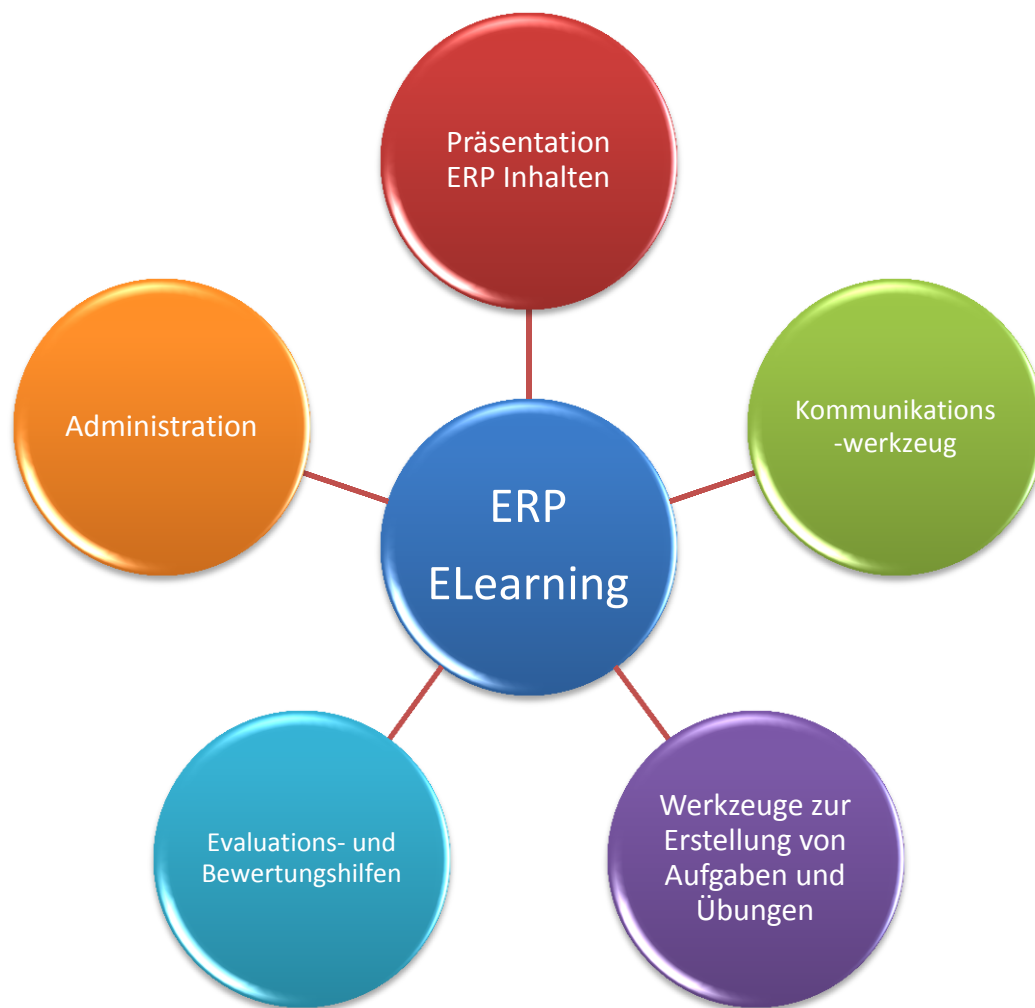 Präsentation
ERP Inhalten
Kommunikations
-werkzeug
Administration
ERP
ELearning
Werkzeuge zur
Erstellung von
Aufgaben und
Übungen
Evaluations- und
Bewertungshilfen